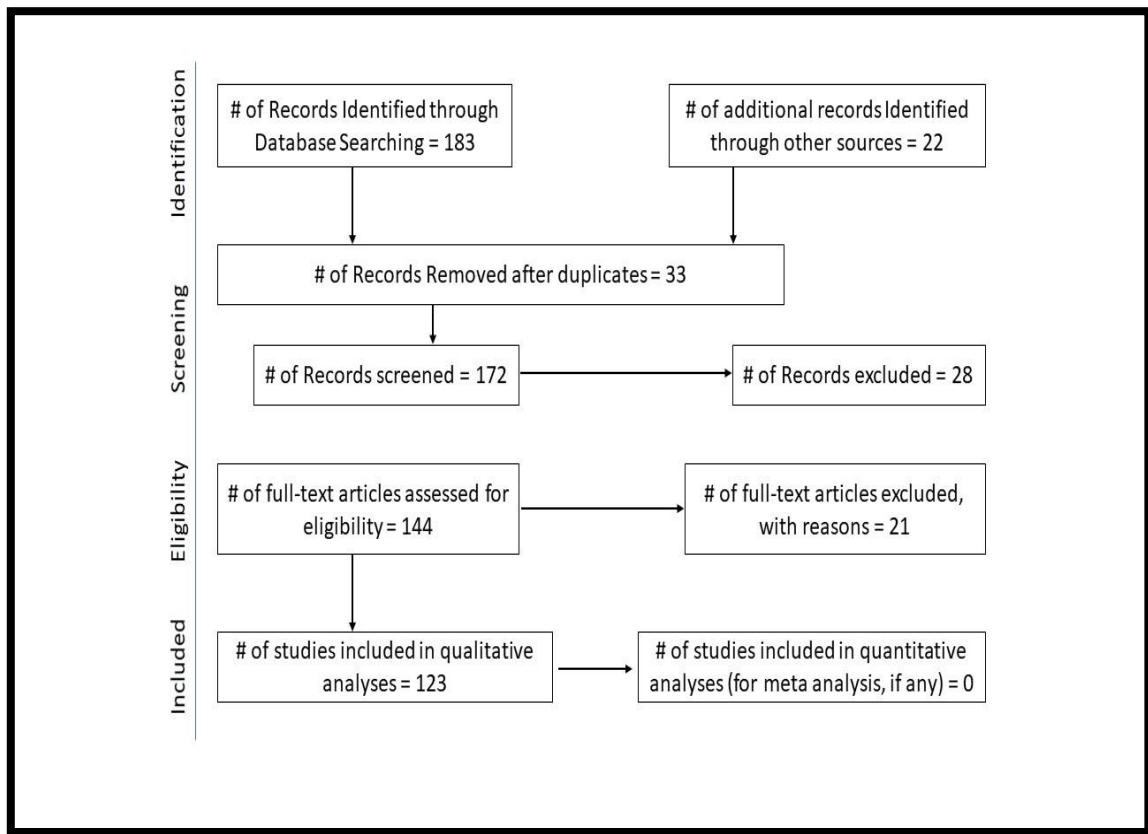 Identification
# of Records Identified through
Database Searching = 183
# of additional records Identified
through other sources = 22
Screening
# of Records Removed after duplicates = 33
# of Records screened = 172
# of Records excluded = 28
Eligibility
# of full-text articles assessed for
eligibility = 144
# of full-text articles excluded,
with reasons = 21
Included
# of studies included in qualitative
analyses = 123
# of studies included in quantitative
analyses (for meta analysis, if any) = 0